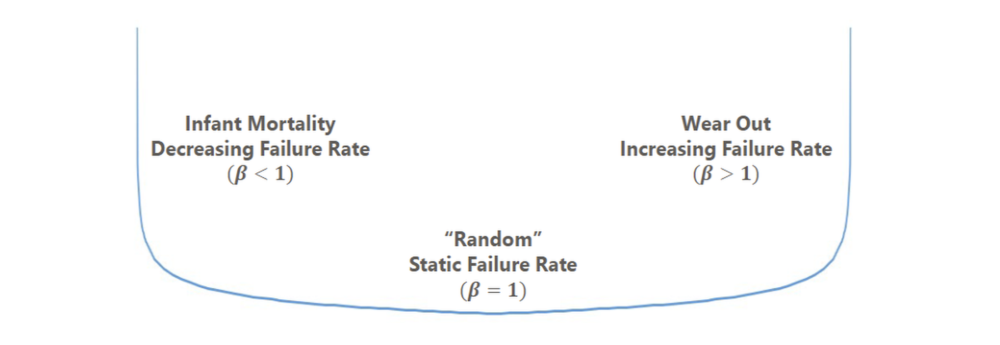 Infant Mortality
Decreasing Failure Rate
(β < 1)
Wear Out
Increasing Failure Rate
(β > 1)
“Random”
Static Failure Rate
(β = 1)